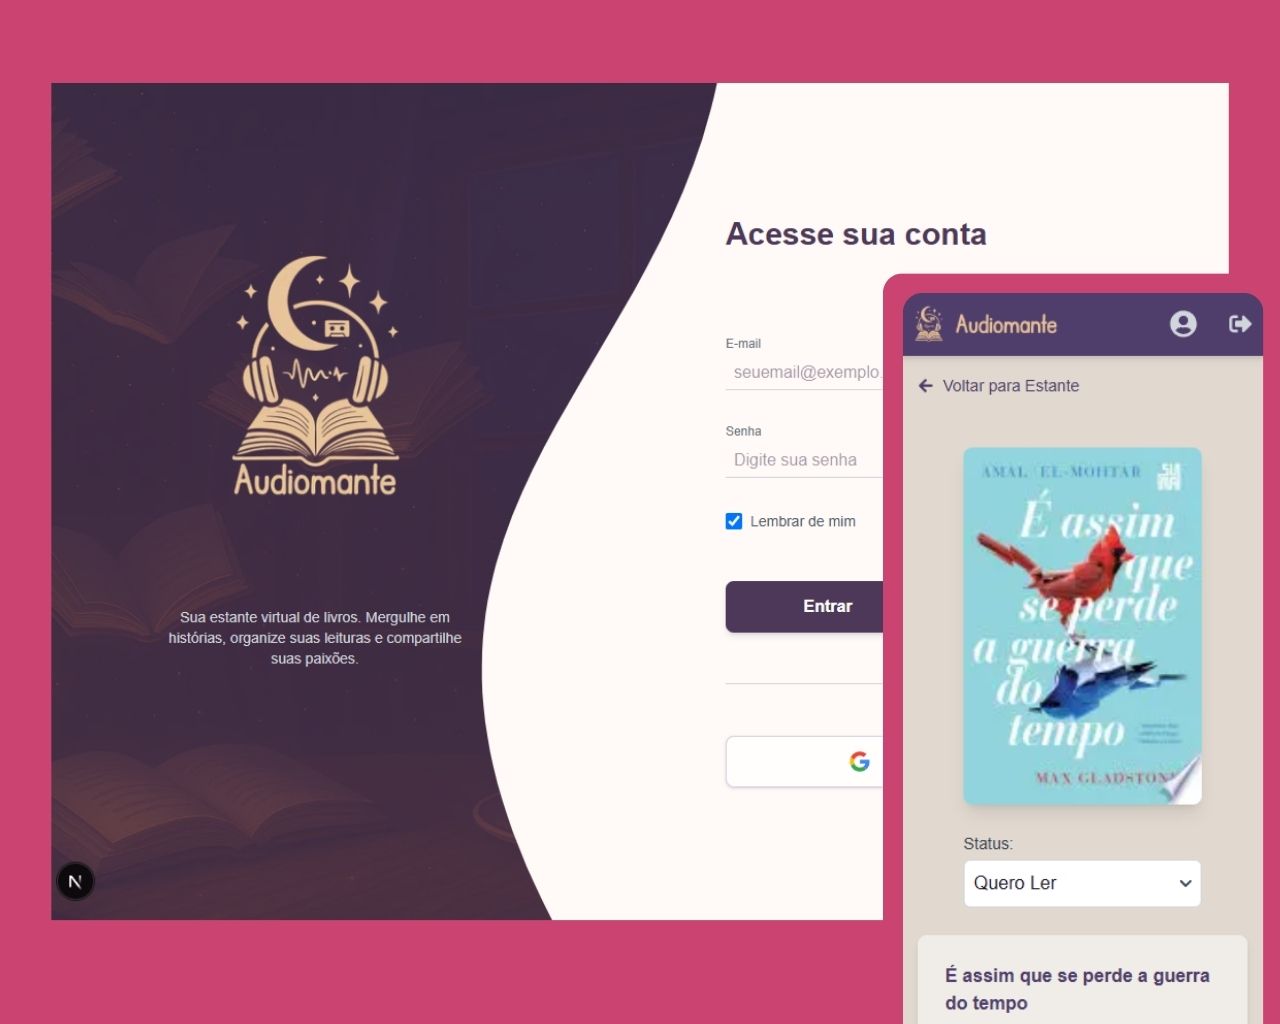 Audiomante
Sua estante virtual de livros. Mergulhe em
histórias, organize suas leituras e compartilhe
suas paixões.
N
Acesse sua conta
E-mail
seuemail@exemplo.
Senha
Digite sua senha
Lembrar de mim
Entrar
G
Audiomante
Voltar para Estante
AMAL EL-MOHTAR
SUMA
É assim
que
se perde
a guerra
do
tempo
MAX GLADSTONE
Status:
Quero Ler
É assim que se perde a guerra
do tempo